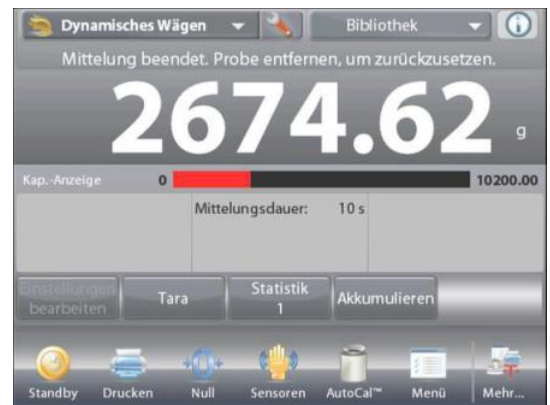 Dynamisches Wägen Bibliothek
Mittelung beendet. Probe entfernen, um zurückzusetzen.
2674.62 g
Kap.-Anzeige 0 10200.00
Mittelungsdauer: 10 s
Einstellungen bearbeiten
Tara
Statistik 1
Akkumulieren
Standby Drucken Null Sensoren AutoCal™ Menü Mehr...